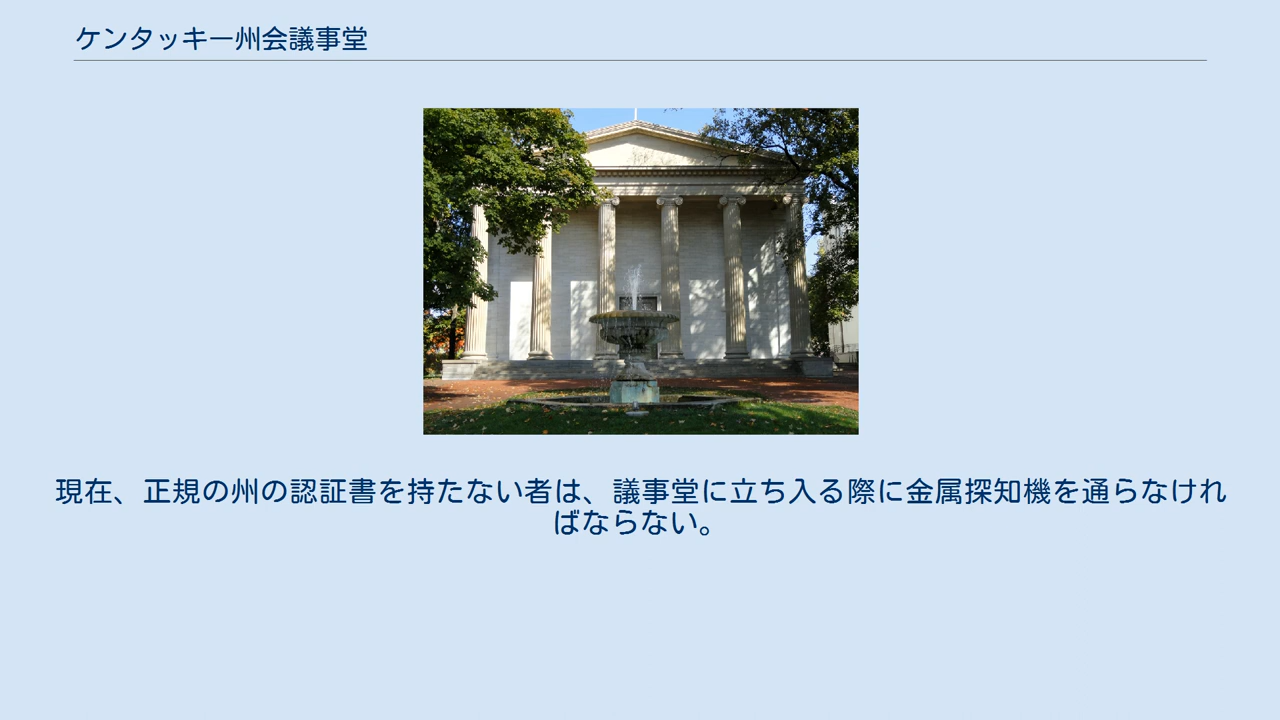 ケンタッキー州会議事堂
現在、正規の州の認証書を持たない者は、議事堂に立ち入る際に金属探知機を通らなけれ
ばならない。